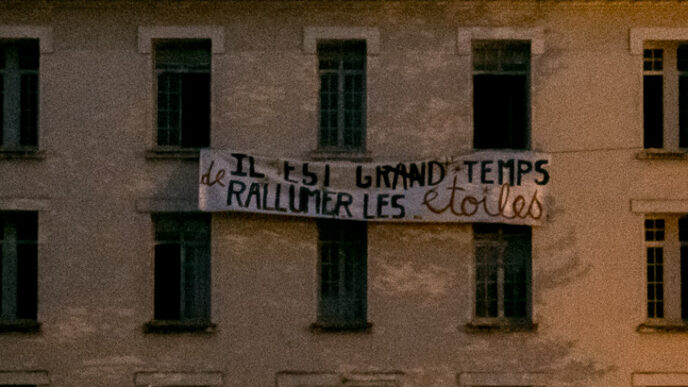 IL EST GRAND TEMPS
de RALLUMER LES étoiles